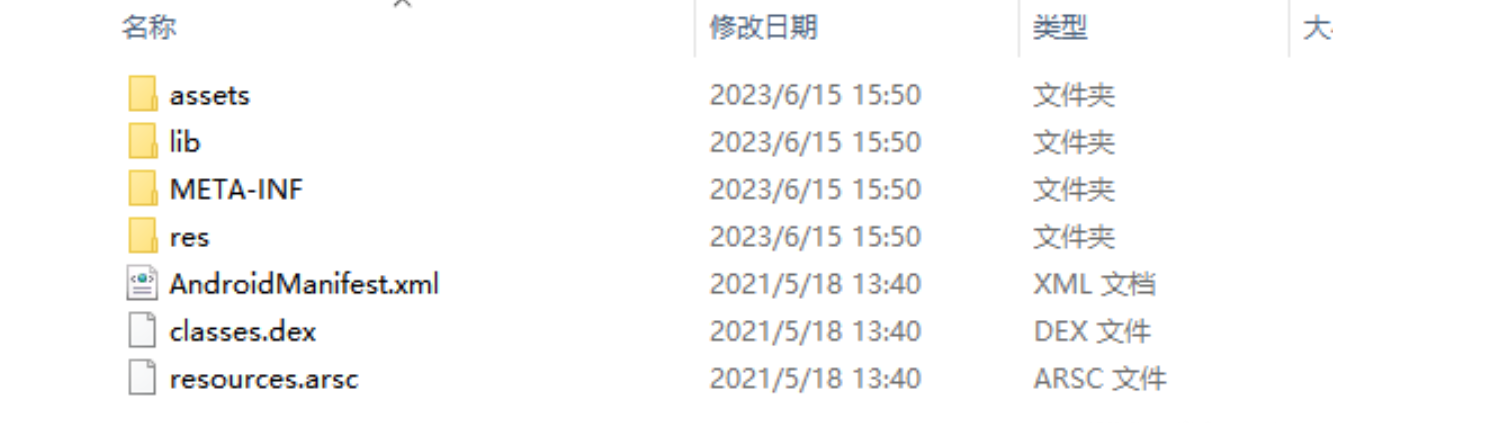 名称 修改日期 类型 大
assets 2023/6/15 15:50 文件夹
lib 2023/6/15 15:50 文件夹
META-INF 2023/6/15 15:50 文件夹
res 2023/6/15 15:50 文件夹
AndroidManifest.xml 2021/5/18 13:40 XML 文档
classes.dex 2021/5/18 13:40 DEX 文件
resources.arsc 2021/5/18 13:40 ARSC 文件